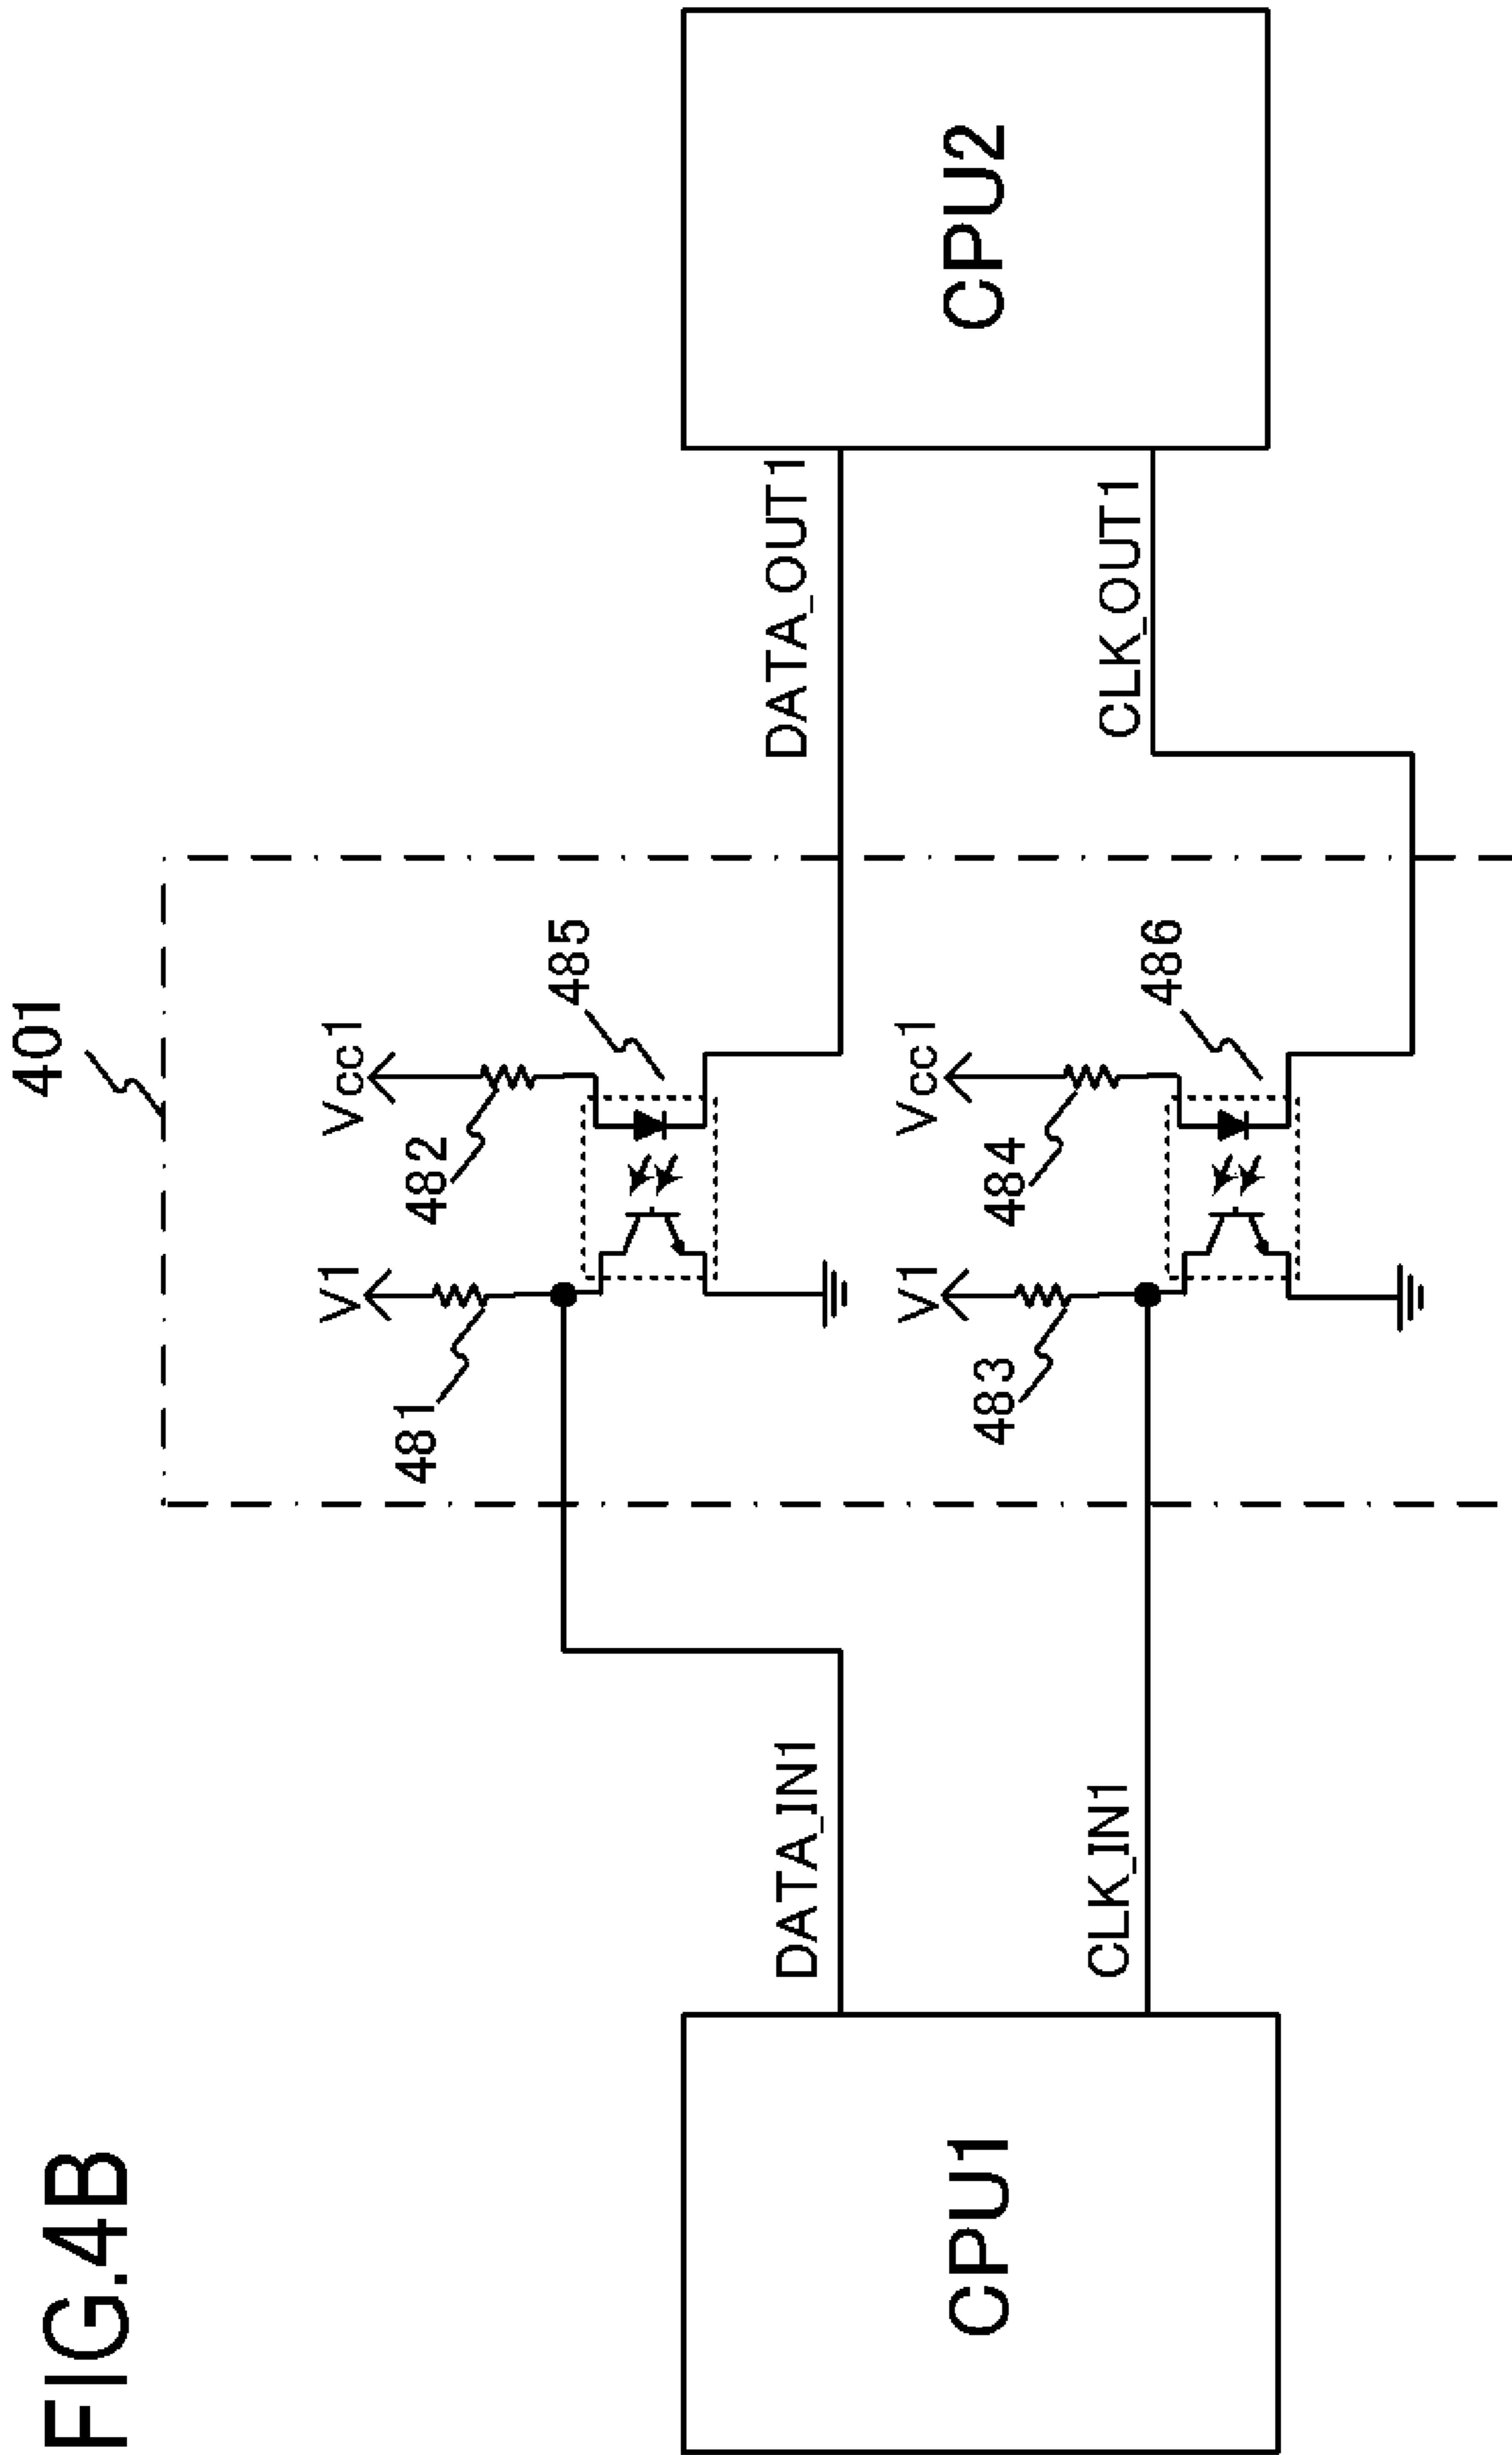 FIG.4B
401
V1
Vcc1
481
482
485
DATA_IN1
DATA_OUT1
CPU1
CPU2
V1
Vcc1
483
484
486
CLK_IN1
CLK_OUT1